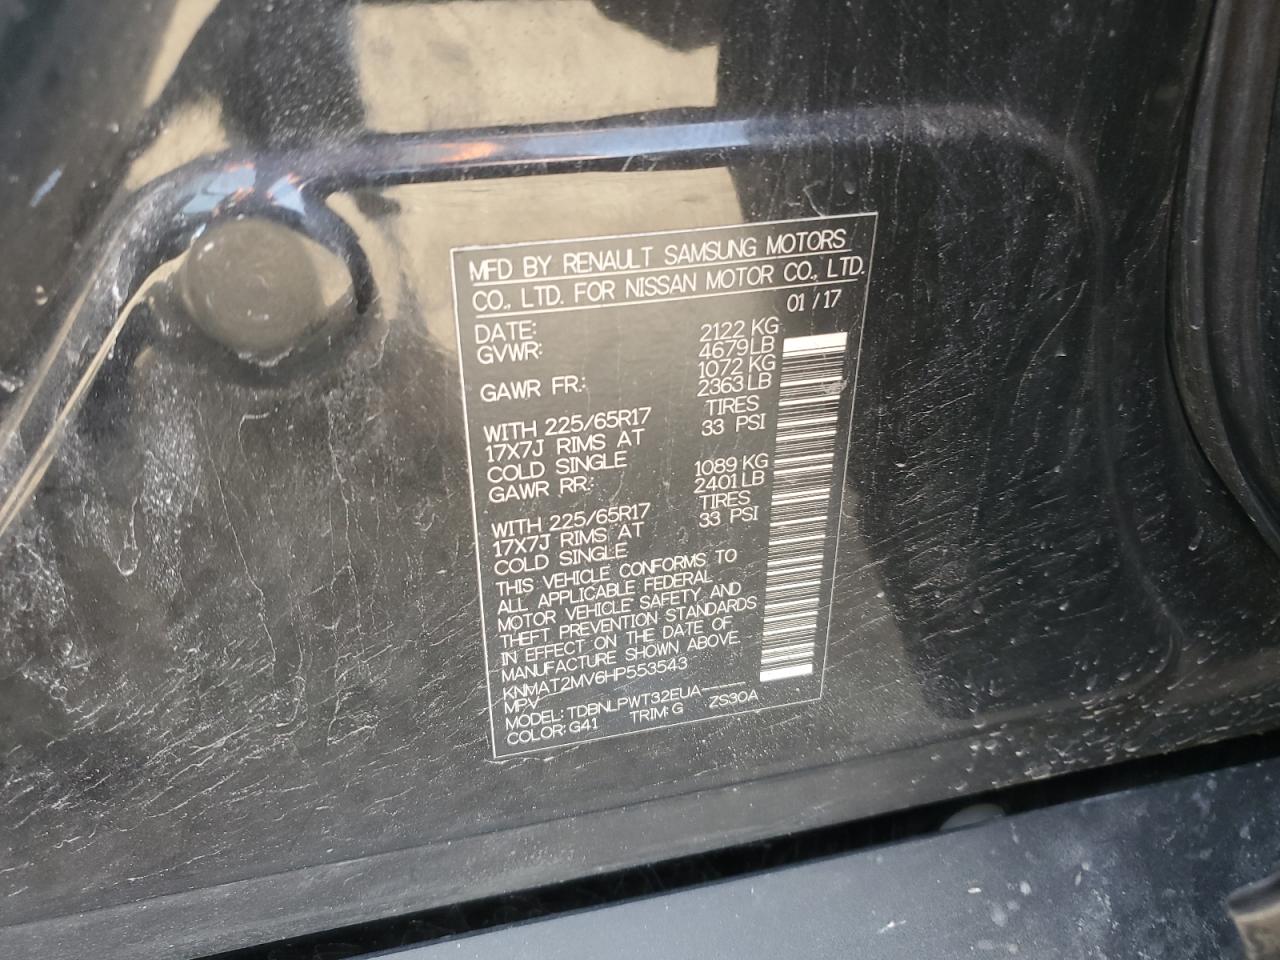 MFD BY RENAULT SAMSUNG MOTORS
CO., LTD. FOR NISSAN MOTOR CO., LTD.
DATE: 01/17
GVWR: 2122 KG
4679LB
GAWR FR.: 1072 KG
2363LB
WITH 225/65R17 TIRES
17X7J RIMS AT 33 PSI
COLD SINGLE
GAWR RR.: 1089 KG
2401LB
WITH 225/65R17 TIRES
17X7J RIMS AT 33 PSI
COLD SINGLE
THIS VEHICLE CONFORMS TO
ALL APPLICABLE FEDERAL
MOTOR VEHICLE SAFETY AND
THEFT PREVENTION STANDARDS
IN EFFECT ON THE DATE OF
MANUFACTURE SHOWN ABOVE.
KNMAT2MV6HP553543
MPV
MODEL: TDBNLPWT32EUA-----
COLOR: G41 TRIM: G ZS30A